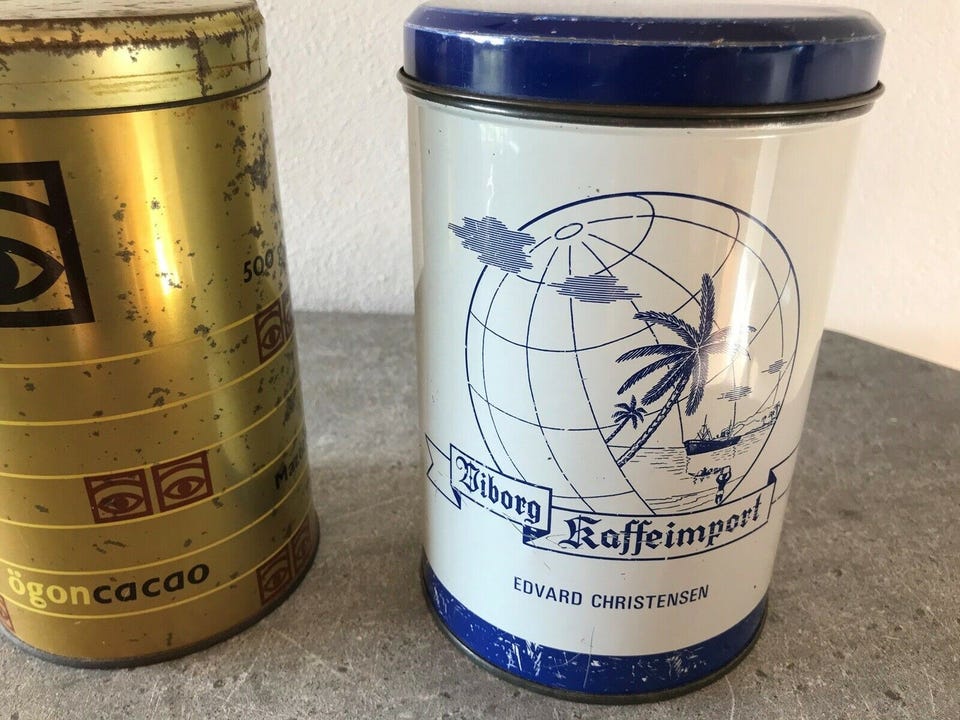 500
ögoncacao
Viborg
Kaffeimport
EDVARD CHRISTENSEN